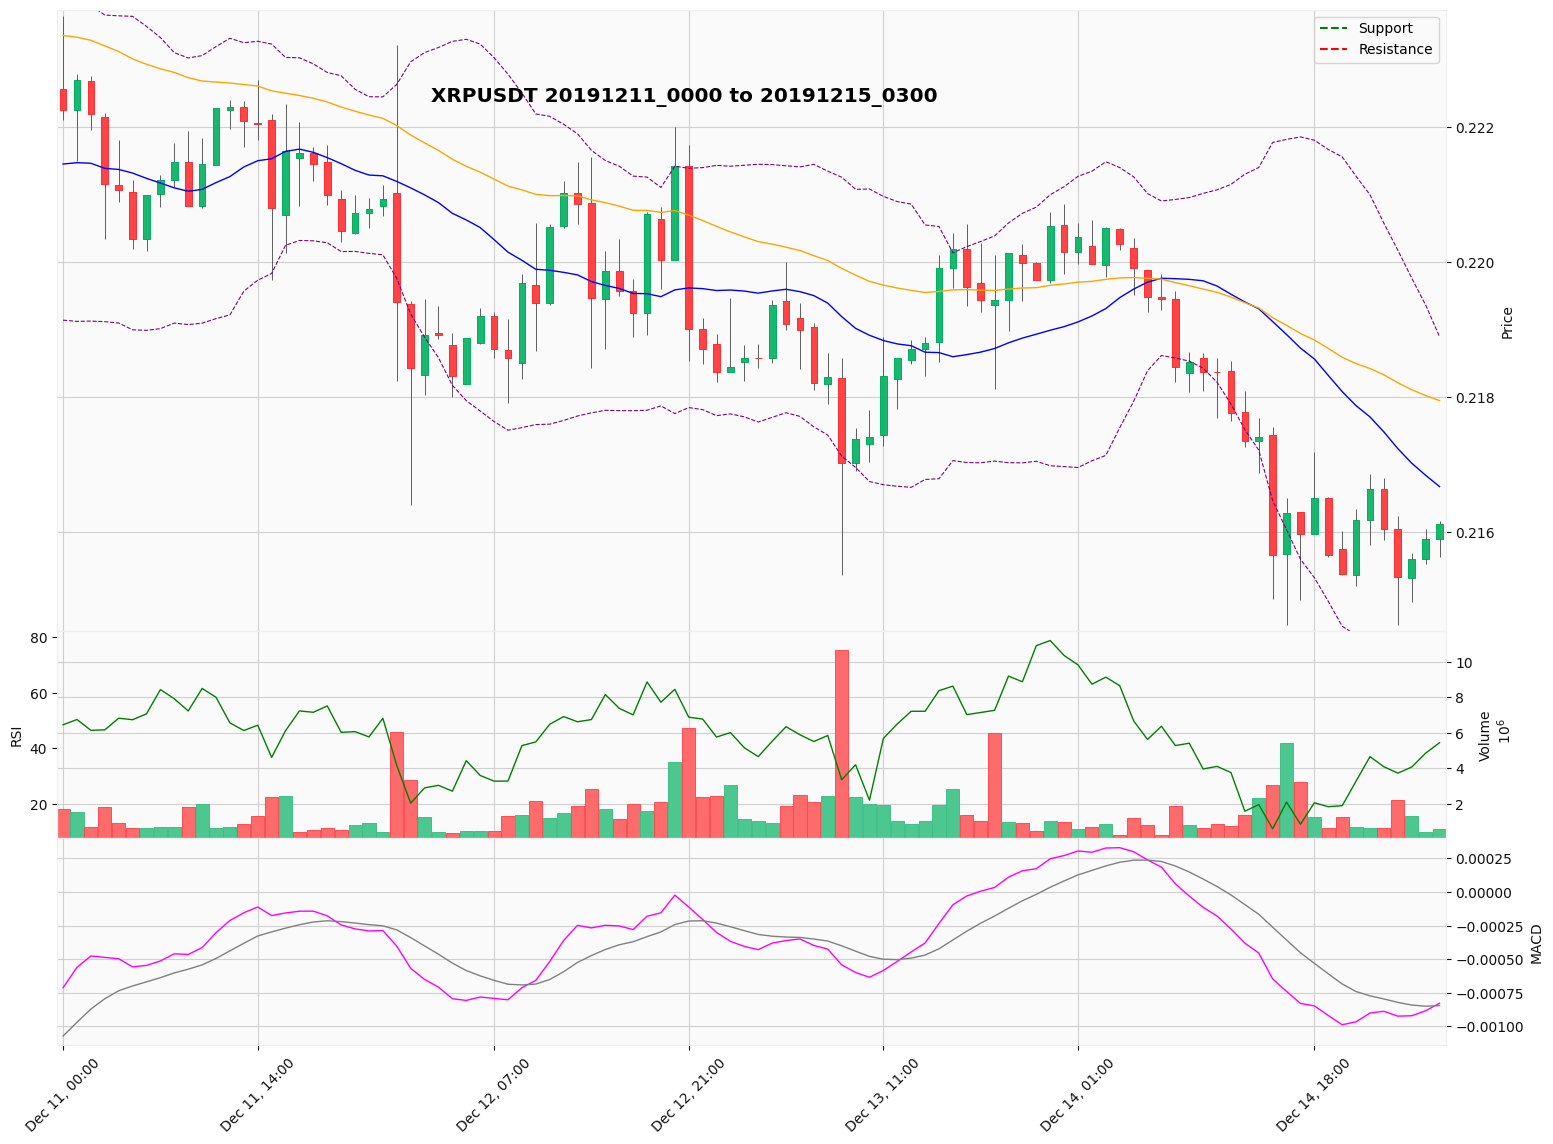 XRPUSDT 20191211_0000 to 20191215_0300
Support
Resistance
0.222
0.220
0.218
0.216
Price
80
60
40
20
RSI
10
8
6
4
2
Volume
10^6
0.00025
0.00000
−0.00025
−0.00050
−0.00075
−0.00100
MACD
Dec 11, 00:00
Dec 11, 14:00
Dec 12, 07:00
Dec 12, 21:00
Dec 13, 11:00
Dec 14, 01:00
Dec 14, 18:00